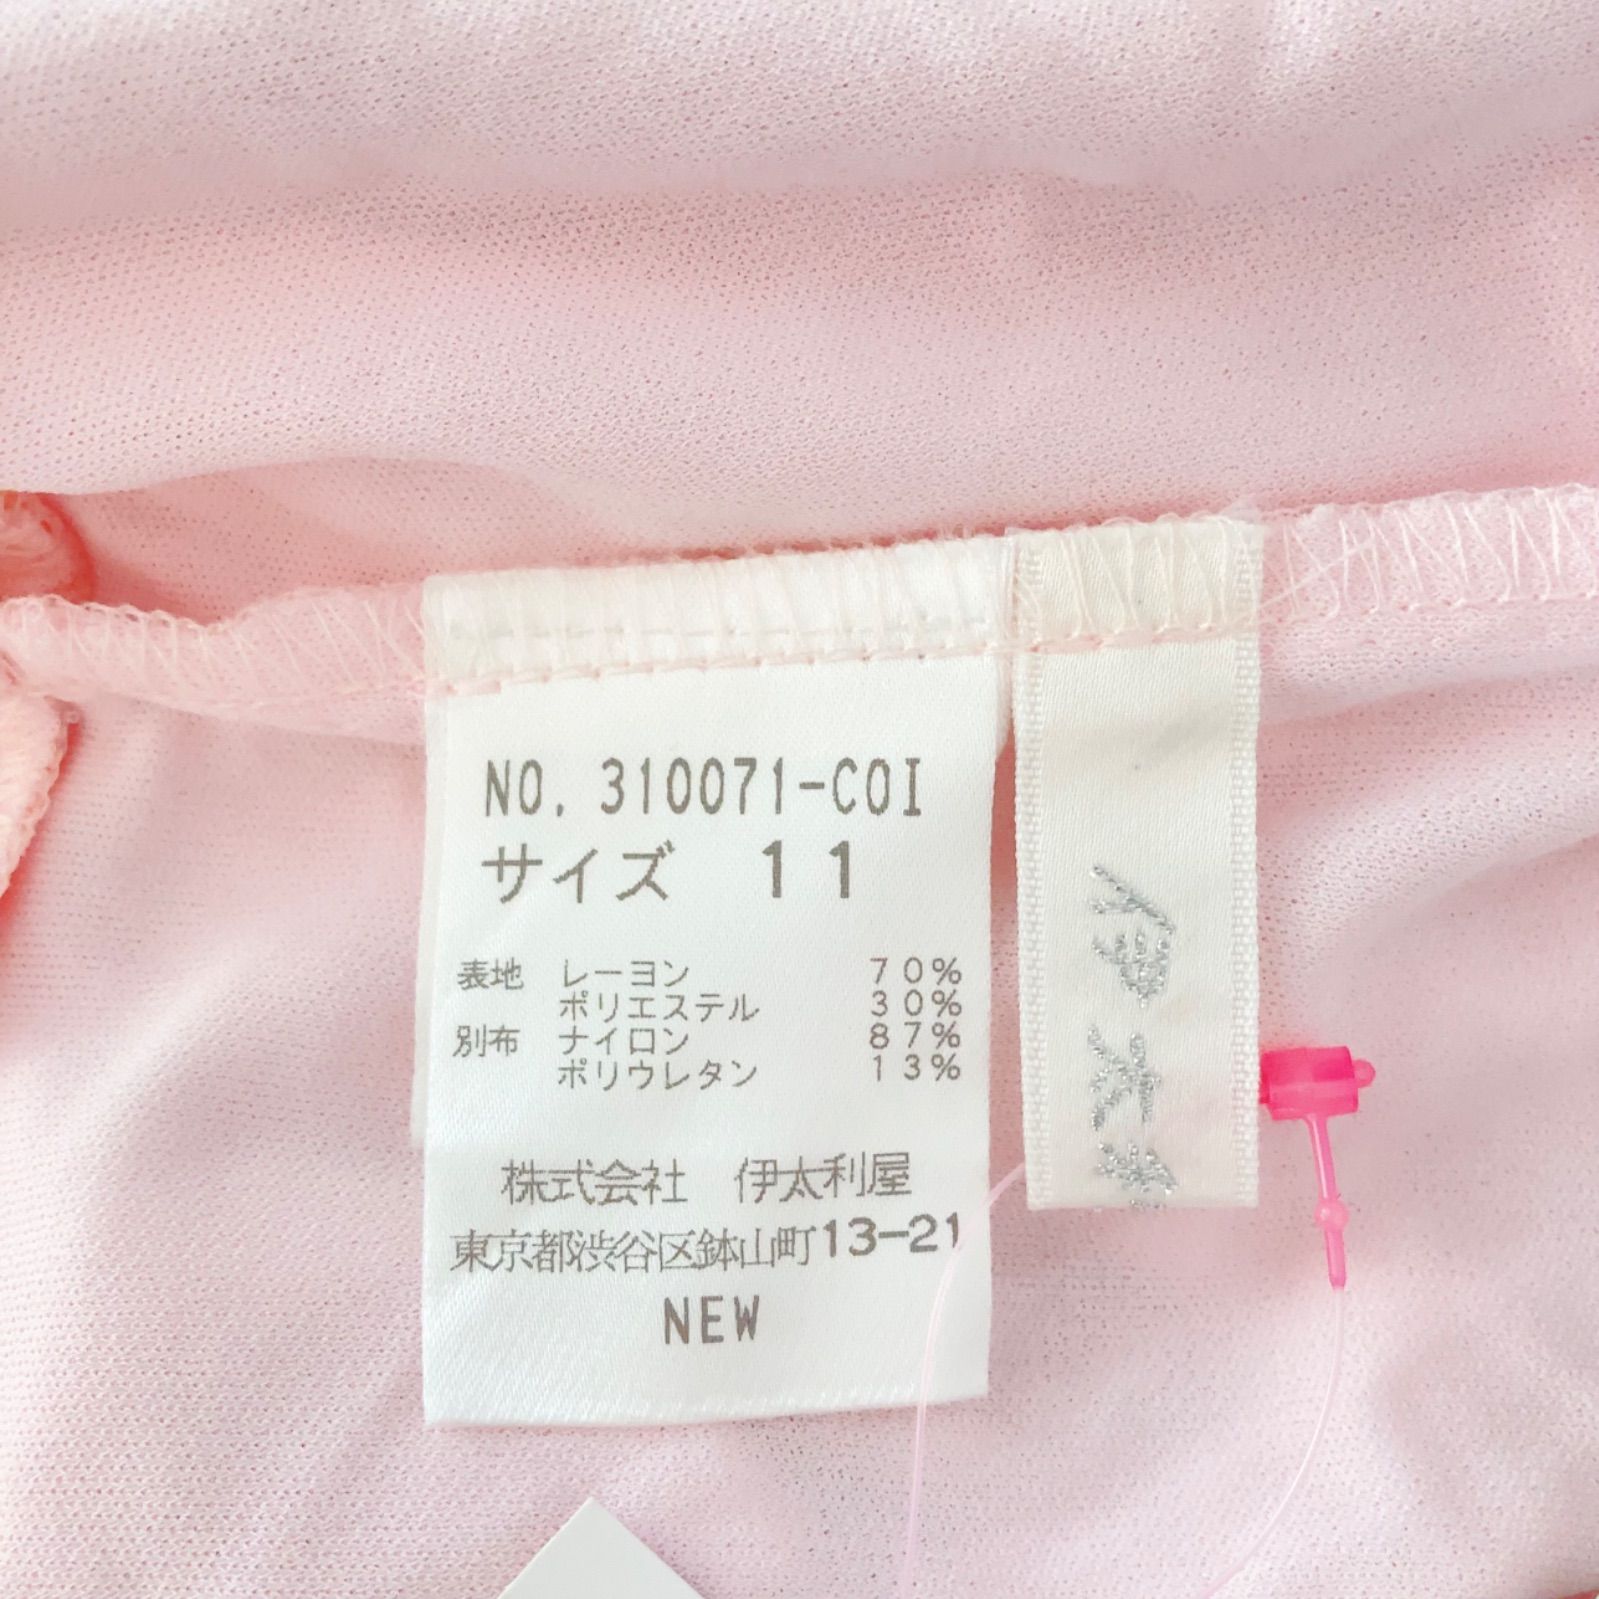 NO. 310071-COI
サイズ 11
表地 レーヨン 70%
ポリエステル 30%
別布 ナイロン 87%
ポリウレタン 13%
株式会社 伊太利屋
東京都渋谷区鉢山町13-21
NEW